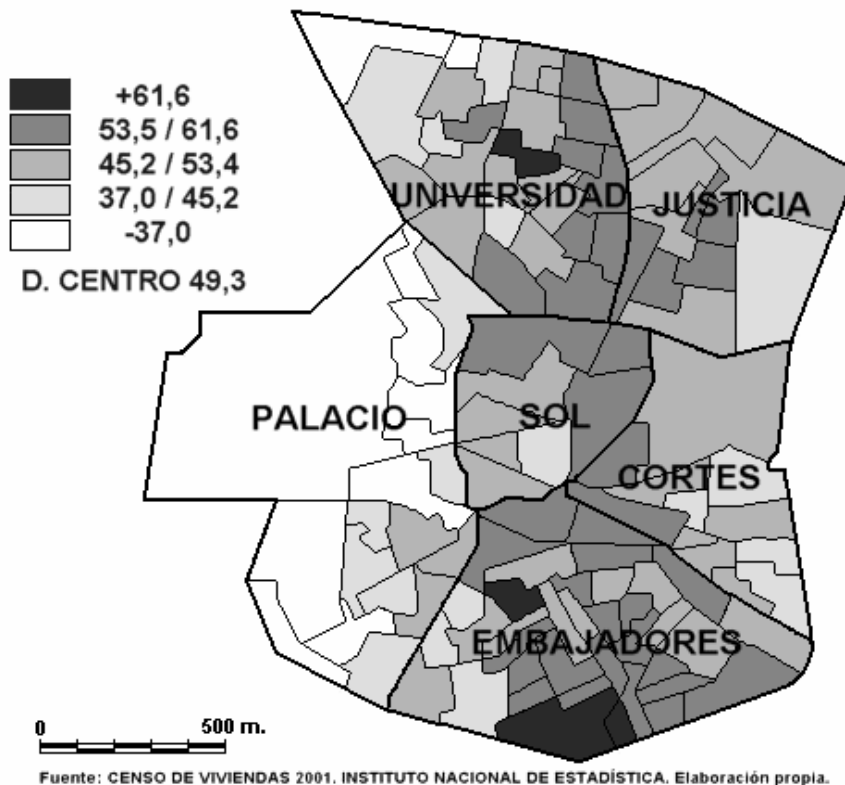 +61,6
53,5 / 61,6
45,2 / 53,4
37,0 / 45,2
-37,0
D. CENTRO 49,3
UNIVERSIDAD
JUSTICIA
PALACIO
SOL
CORTES
EMBAJADORES
0 500 m.
Fuente: CENSO DE VIVIENDAS 2001. INSTITUTO NACIONAL DE ESTADÍSTICA. Elaboración propia.